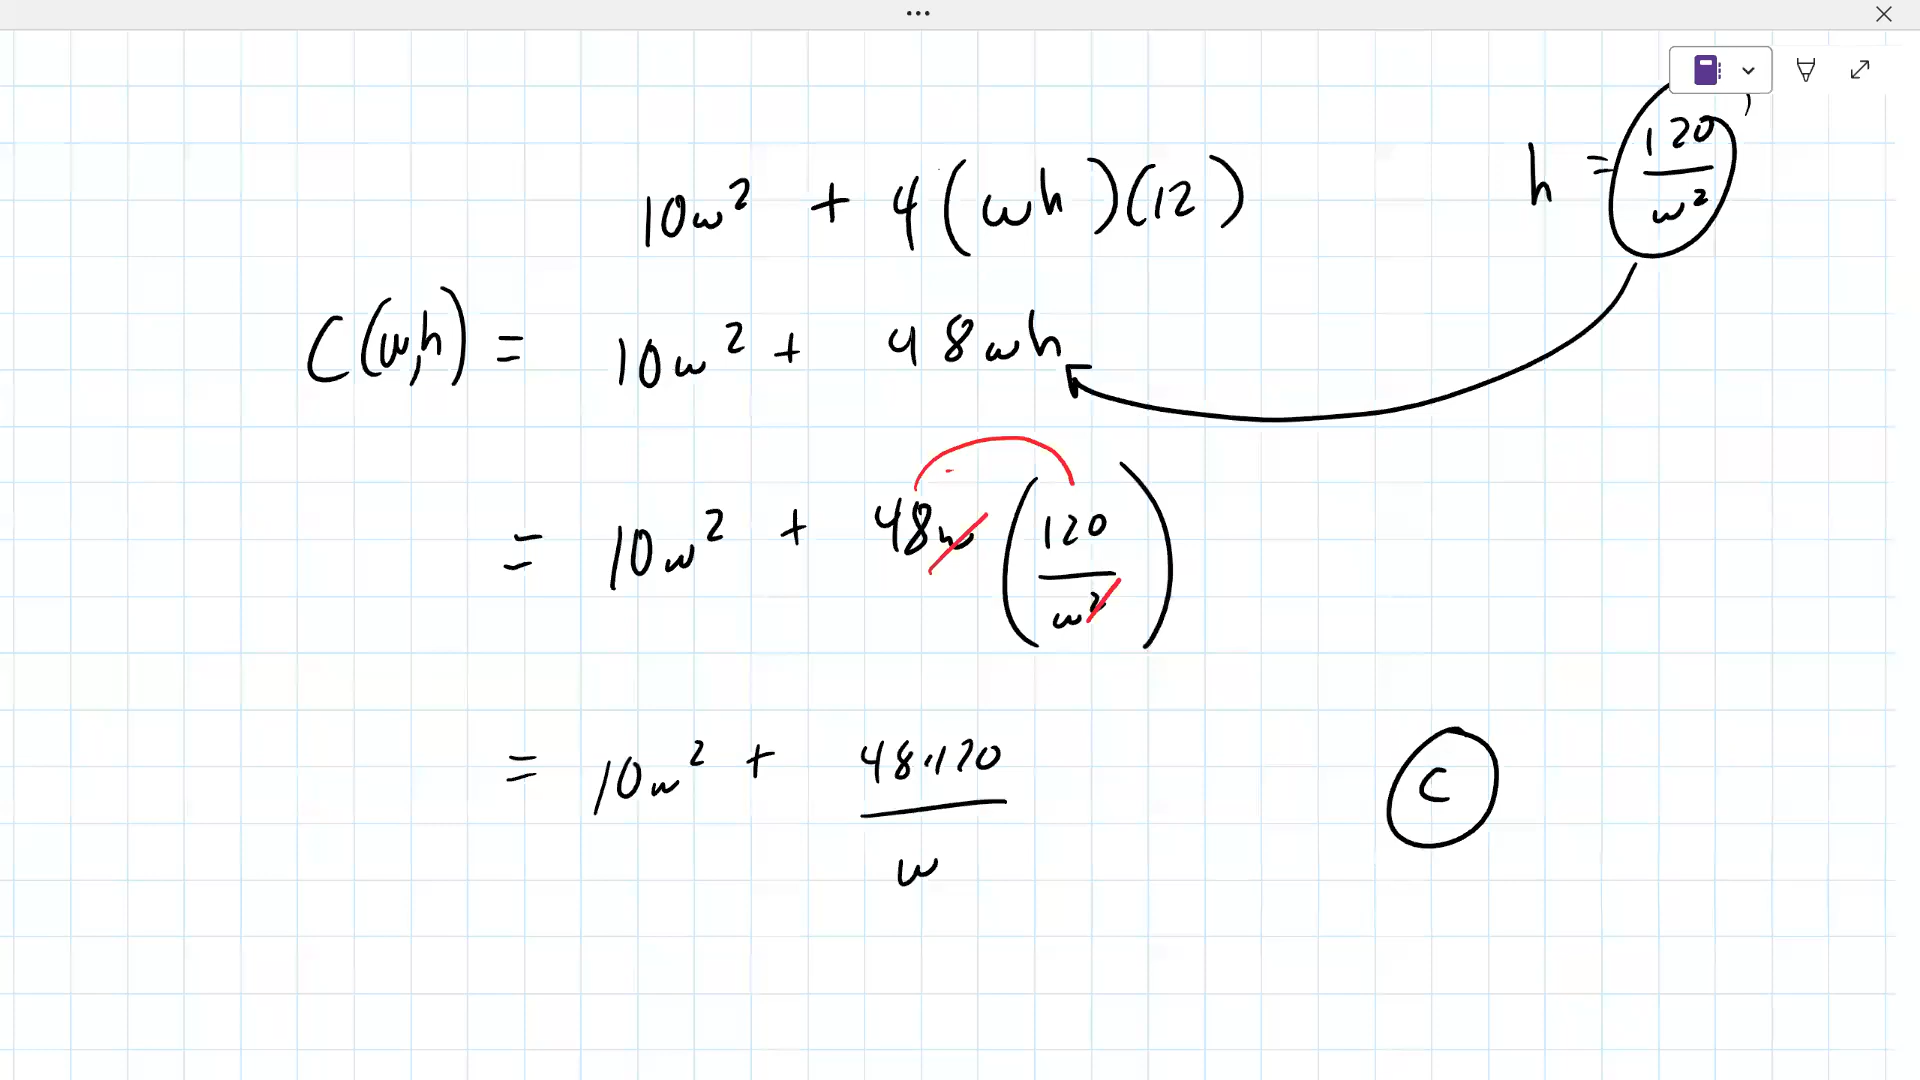 10w² + 4(wh)(12)
h = 120/w²
C(w,h) = 10w² + 48wh
= 10w² + 48w (120/w²)
= 10w² + 48·120/w
C